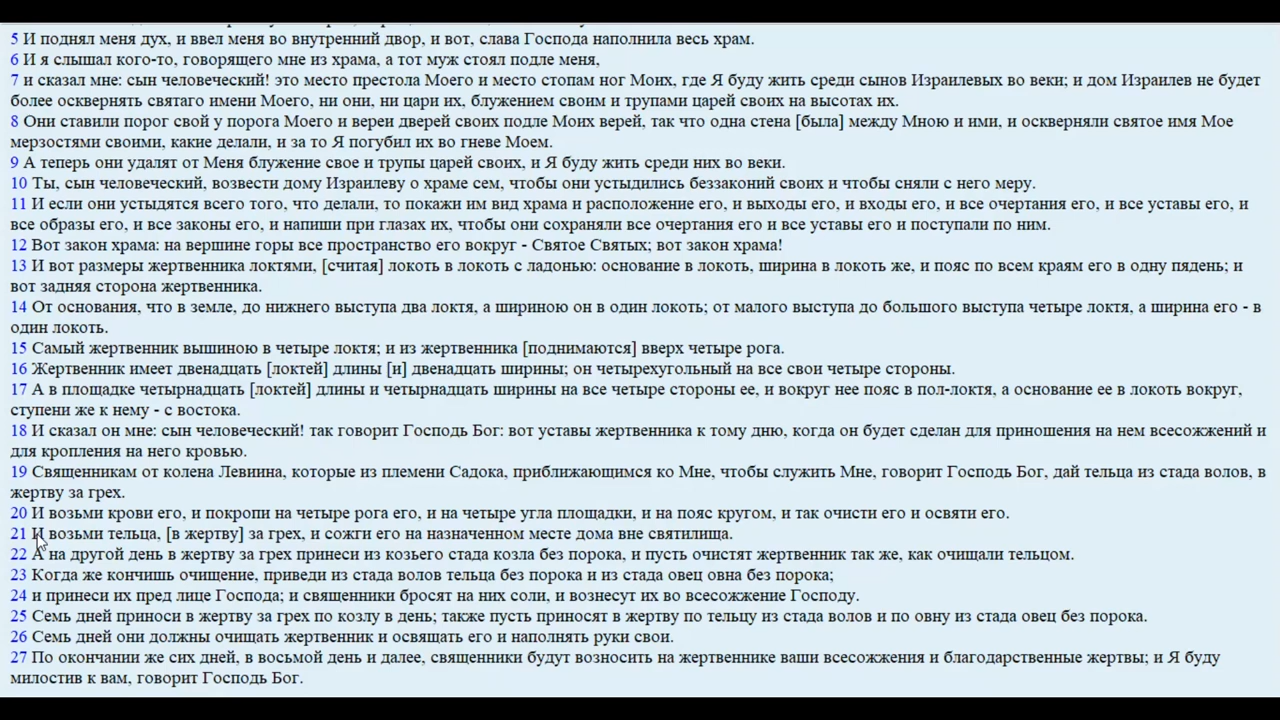 5 И поднял меня дух, и ввел меня во внутренний двор, и вот, слава Господа наполнила весь храм.
6 И я слышал кого-то, говорящего мне из храма, а тот муж стоял подле меня,
7 и сказал мне: сын человеческий! это место престола Моего и место стопам ног Моих, где Я буду жить среди сынов Израилевых во веки; и дом Израилев не будет
более осквернять святаго имени Моего, ни они, ни цари их, блужением своим и трупами царей своих на высотах их.
8 Они ставили порог свой у порога Моего и вереи дверей своих подле Моих верей, так что одна стена [была] между Мною и ими, и оскверняли святое имя Мое
мерзостями своими, какие делали, и за то Я погубил их во гневе Моем.
9 А теперь они удалят от Меня блужение свое и трупы царей своих, и Я буду жить среди них во веки.
10 Ты, сын человеческий, возвести дому Израилеву о храме сем, чтобы они устыдились беззаконий своих и чтобы сняли с него меру.
11 И если они устыдятся всего того, что делали, то покажи им вид храма и расположение его, и выходы его, и входы его, и все очертания его, и все уставы его, и
все образы его, и все законы его, и напиши при глазах их, чтобы они сохраняли все очертания его и все уставы его и поступали по ним.
12 Вот закон храма: на вершине горы все пространство его вокруг - Святое Святых; вот закон храма!
13 И вот размеры жертвенника локтями, [считая] локоть в локоть с ладонью: основание в локоть, ширина в локоть же, и пояс по всем краям его в одну пядень; и
вот задняя сторона жертвенника.
14 От основания, что в земле, до нижнего выступа два локтя, а шириною он в один локоть; от малого выступа до большого выступа четыре локтя, а ширина его - в
один локоть.
15 Самый жертвенник вышиною в четыре локтя; и из жертвенника [поднимаются] вверх четыре рога.
16 Жертвенник имеет двенадцать [локтей] длины [и] двенадцать ширины; он четырехугольный на все свои четыре стороны.
17 А в площадке четырнадцать [локтей] длины и четырнадцать ширины на все четыре стороны ее, и вокруг нее пояс в пол-локтя, а основание ее в локоть вокруг,
ступени же к нему - с востока.
18 И сказал он мне: сын человеческий! так говорит Господь Бог: вот уставы жертвенника к тому дню, когда он будет сделан для приношения на нем всесожжений и
для кропления на него кровью.
19 Священникам от колена Левиина, которые из племени Садока, приближающимся ко Мне, чтобы служить Мне, говорит Господь Бог, дай тельца из стада волов, в
жертву за грех.
20 И возьми крови его, и покропи на четыре рога его, и на четыре угла площадки, и на пояс кругом, и так очисти его и освяти его.
21 И возьми тельца, [в жертву] за грех, и сожги его на назначенном месте дома вне святилища.
22 А на другой день в жертву за грех принеси из козьего стада козла без порока, и пусть очистят жертвенник так же, как очищали тельцом.
23 Когда же кончишь очищение, приведи из стада волов тельца без порока и из стада овец овна без порока;
24 и принеси их пред лице Господа; и священники бросят на них соли, и вознесут их во всесожжение Господу.
25 Семь дней приноси в жертву за грех по козлу в день; также пусть приносят в жертву по тельцу из стада волов и по овну из стада овец без порока.
26 Семь дней они должны очищать жертвенник и освящать его и наполнять руки свои.
27 По окончании же сих дней, в восьмой день и далее, священники будут возносить на жертвеннике ваши всесожжения и благодарственные жертвы; и Я буду
милостив к вам, говорит Господь Бог.